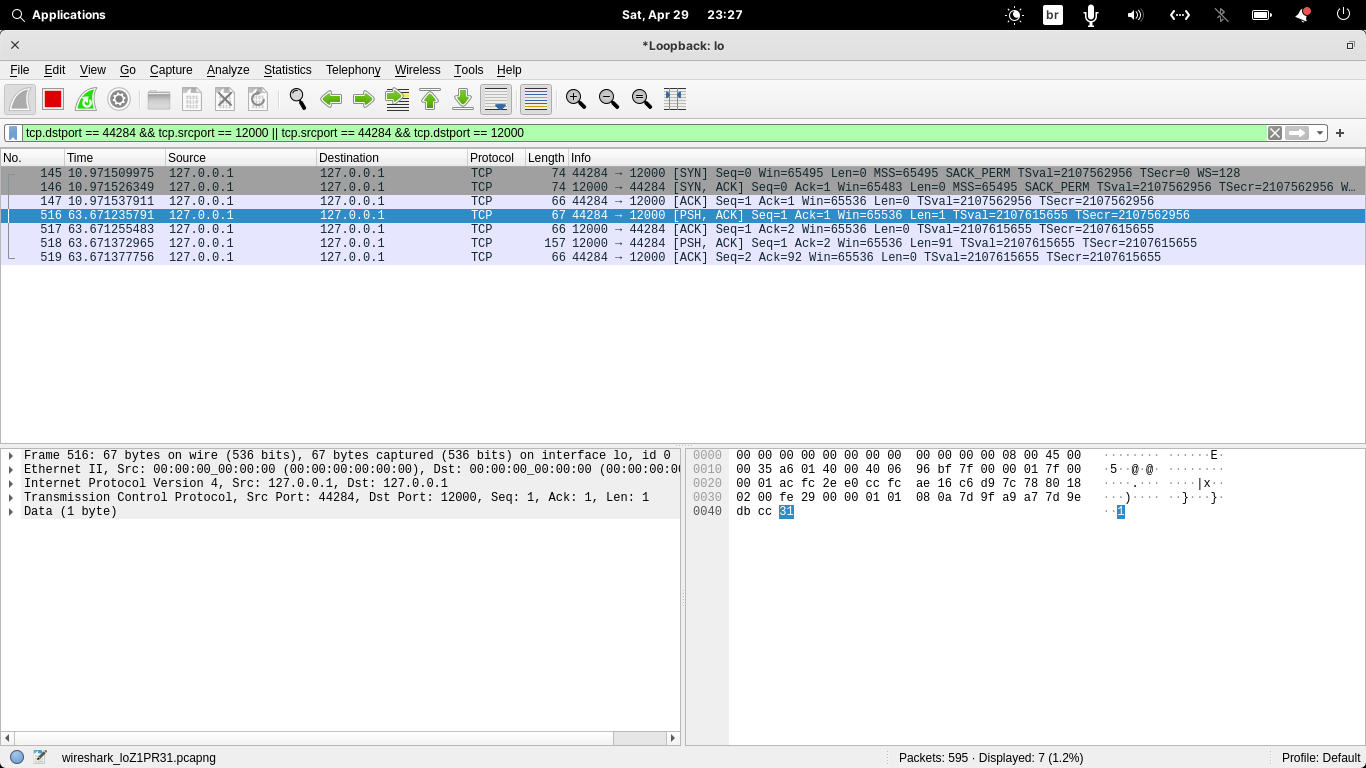 Applications Sat, Apr 29 23:27 br
*Loopback: lo
File Edit View Go Capture Analyze Statistics Telephony Wireless Tools Help
tcp.dstport == 44284 && tcp.srcport == 12000 || tcp.srcport == 44284 && tcp.dstport == 12000
No. Time Source Destination Protocol Length Info
145 10.971509975 127.0.0.1 127.0.0.1 TCP 74 44284 → 12000 [SYN] Seq=0 Win=65495 Len=0 MSS=65495 SACK_PERM TSval=2107562956 TSecr=0 WS=128
146 10.971526349 127.0.0.1 127.0.0.1 TCP 74 12000 → 44284 [SYN, ACK] Seq=0 Ack=1 Win=65483 Len=0 MSS=65495 SACK_PERM TSval=2107562956 TSecr=2107562956 W…
147 10.971537911 127.0.0.1 127.0.0.1 TCP 66 44284 → 12000 [ACK] Seq=1 Ack=1 Win=65536 Len=0 TSval=2107562956 TSecr=2107562956
516 63.671235791 127.0.0.1 127.0.0.1 TCP 67 44284 → 12000 [PSH, ACK] Seq=1 Ack=1 Win=65536 Len=1 TSval=2107615655 TSecr=2107562956
517 63.671255483 127.0.0.1 127.0.0.1 TCP 66 12000 → 44284 [ACK] Seq=1 Ack=2 Win=65536 Len=0 TSval=2107615655 TSecr=2107615655
518 63.671372965 127.0.0.1 127.0.0.1 TCP 157 12000 → 44284 [PSH, ACK] Seq=1 Ack=2 Win=65536 Len=91 TSval=2107615655 TSecr=2107615655
519 63.671377756 127.0.0.1 127.0.0.1 TCP 66 44284 → 12000 [ACK] Seq=2 Ack=92 Win=65536 Len=0 TSval=2107615655 TSecr=2107615655
Frame 516: 67 bytes on wire (536 bits), 67 bytes captured (536 bits) on interface lo, id 0
Ethernet II, Src: 00:00:00_00:00:00 (00:00:00:00:00:00), Dst: 00:00:00_00:00:00 (00:00:00:00
Internet Protocol Version 4, Src: 127.0.0.1, Dst: 127.0.0.1
Transmission Control Protocol, Src Port: 44284, Dst Port: 12000, Seq: 1, Ack: 1, Len: 1
Data (1 byte)
0000 00 00 00 00 00 00 00 00 00 00 00 00 08 00 45 00 ········ ······E·
0010 00 35 a6 01 40 00 40 06 96 bf 7f 00 00 01 7f 00 ·5··@·@· ········
0020 00 01 ac fc 2e e0 cc fc ae 16 c6 d9 7c 78 80 18 ····.··· ····|x··
0030 02 00 fe 29 00 00 01 01 08 0a 7d 9f a9 a7 7d 9e ···)···· ··}···}·
0040 db cc 31 ··1
wireshark_loZ1PR31.pcapng Packets: 595 · Displayed: 7 (1.2%) Profile: Default